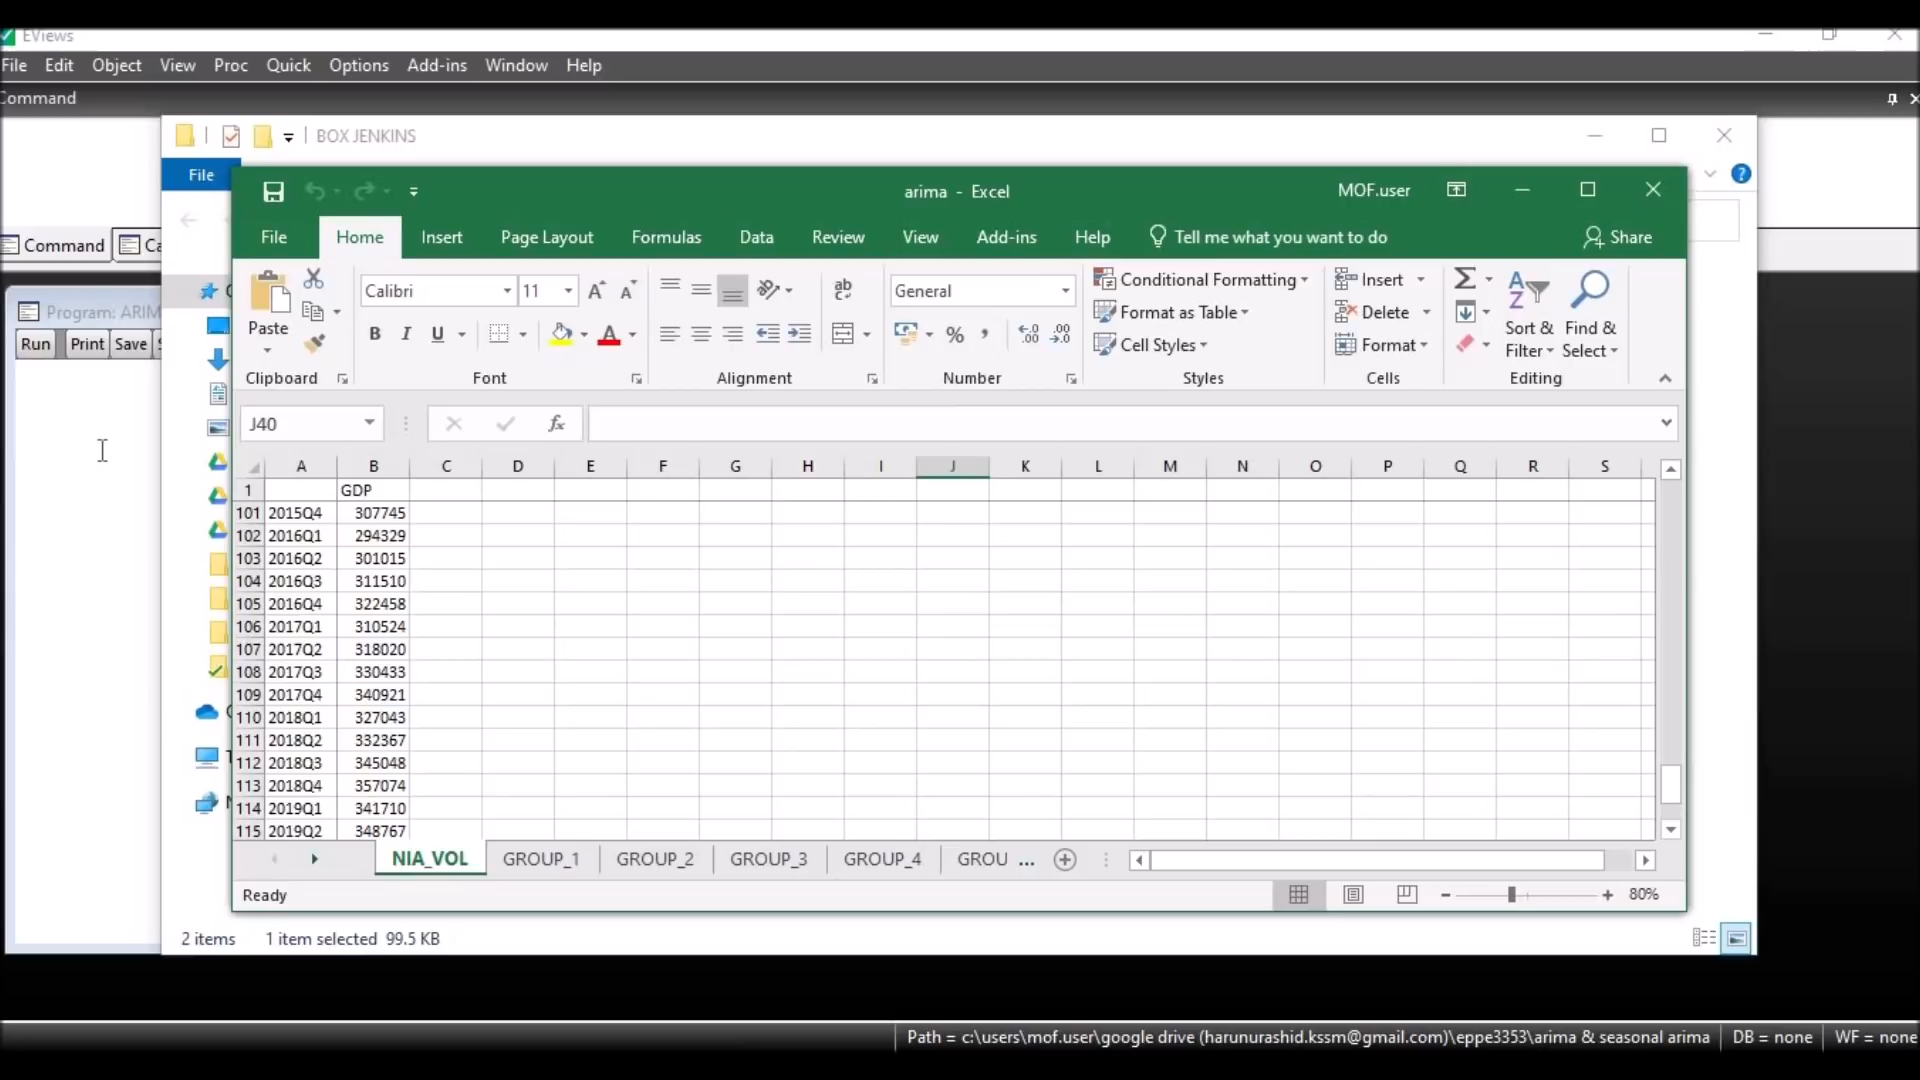 EViews
File Edit Object View Proc Quick Options Add-ins Window Help
Command
BOX JENKINS
File
arima - Excel
MOF.user
File Home Insert Page Layout Formulas Data Review View Add-ins Help Tell me what you want to do Share
Command
Program: ARIM
Run Print Save
Paste
Clipboard
Calibri 11
B I U
Font
ab
Alignment
General
%
Number
Conditional Formatting
Format as Table
Cell Styles
Styles
Insert
Delete
Format
Cells
Sort & Filter
Find & Select
Editing
J40
fx
A B C D E F G H I J K L M N O P Q R S
1 GDP
101 2015Q4 307745
102 2016Q1 294329
103 2016Q2 301015
104 2016Q3 311510
105 2016Q4 322458
106 2017Q1 310524
107 2017Q2 318020
108 2017Q3 330433
109 2017Q4 340921
110 2018Q1 327043
111 2018Q2 332367
112 2018Q3 345048
113 2018Q4 357074
114 2019Q1 341710
115 2019Q2 348767
NIA_VOL GROUP_1 GROUP_2 GROUP_3 GROUP_4 GROU ...
Ready
80%
2 items 1 item selected 99.5 KB
Path = c:\users\mof.user\google drive (harunurashid.kssm@gmail.com)\eppe3353\arima & seasonal arima DB = none WF = none